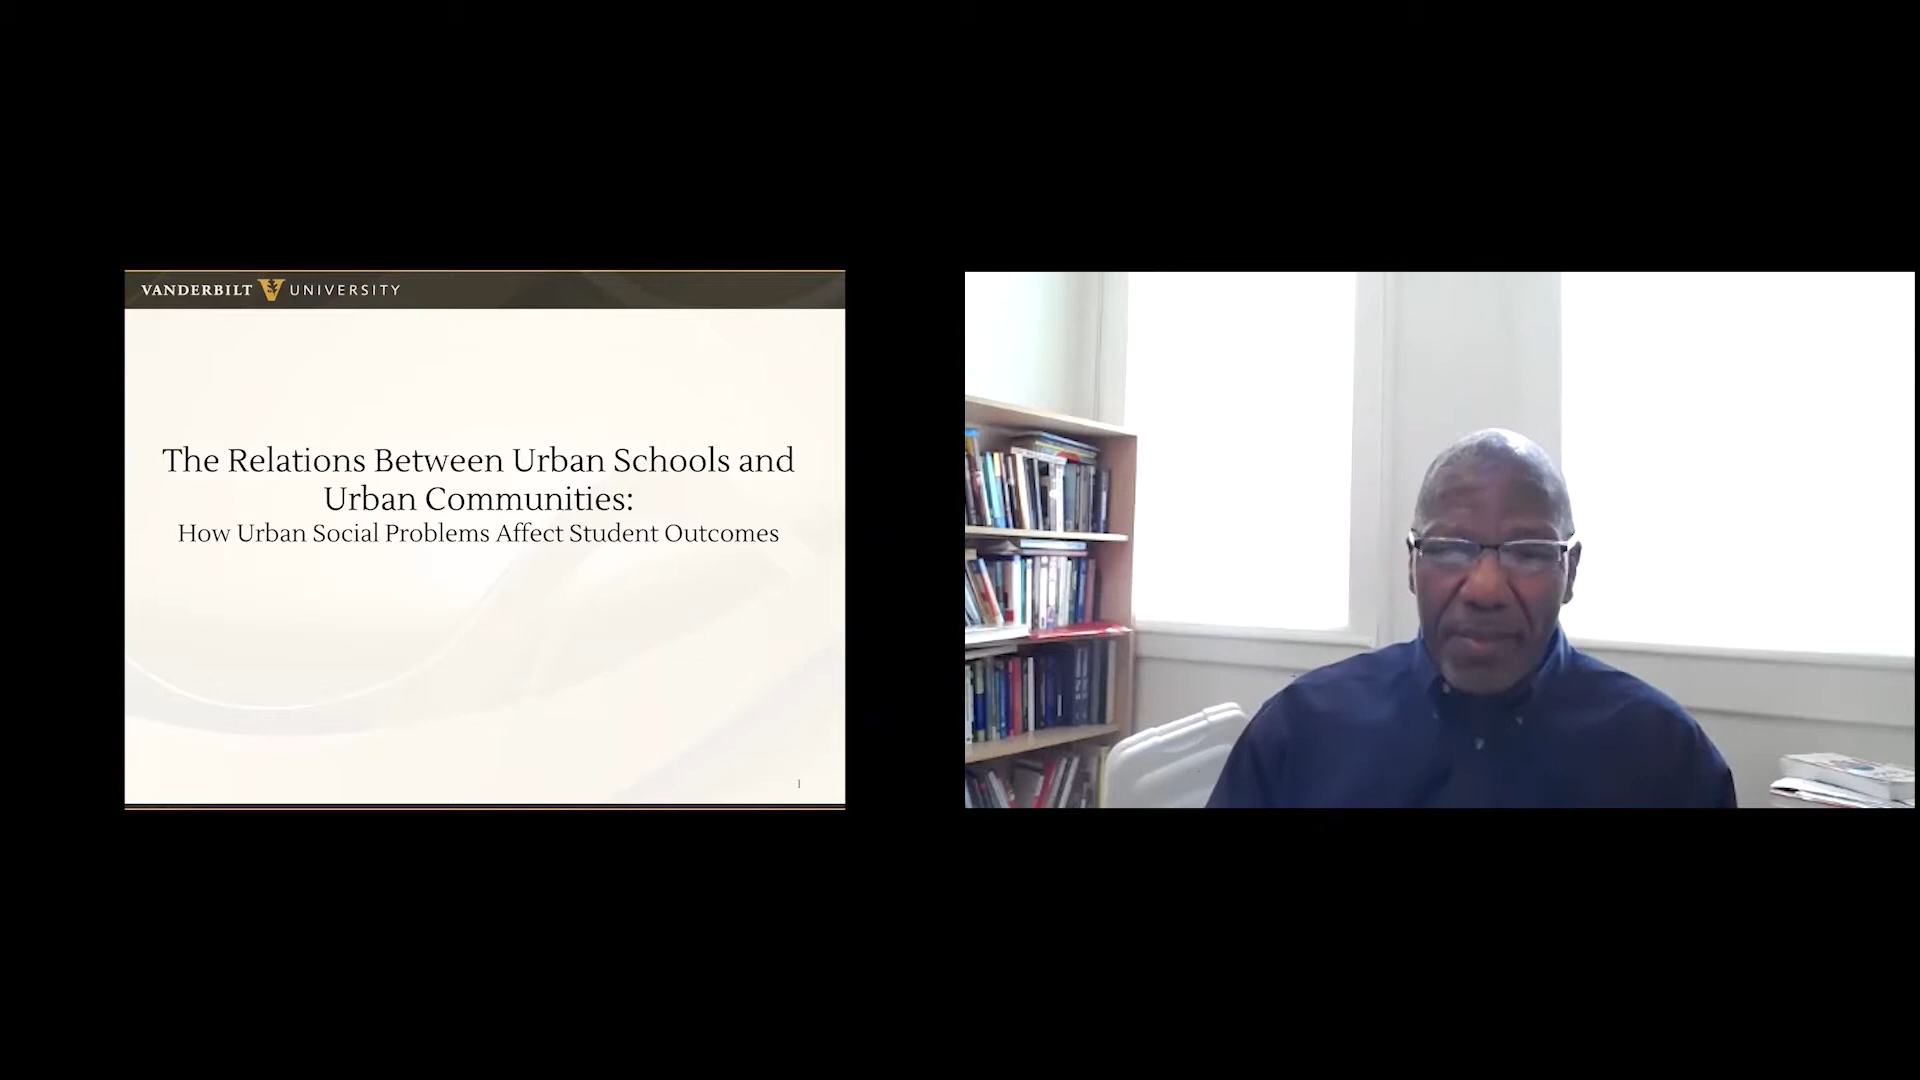 VANDERBILT UNIVERSITY
The Relations Between Urban Schools and
Urban Communities:
How Urban Social Problems Affect Student Outcomes
1